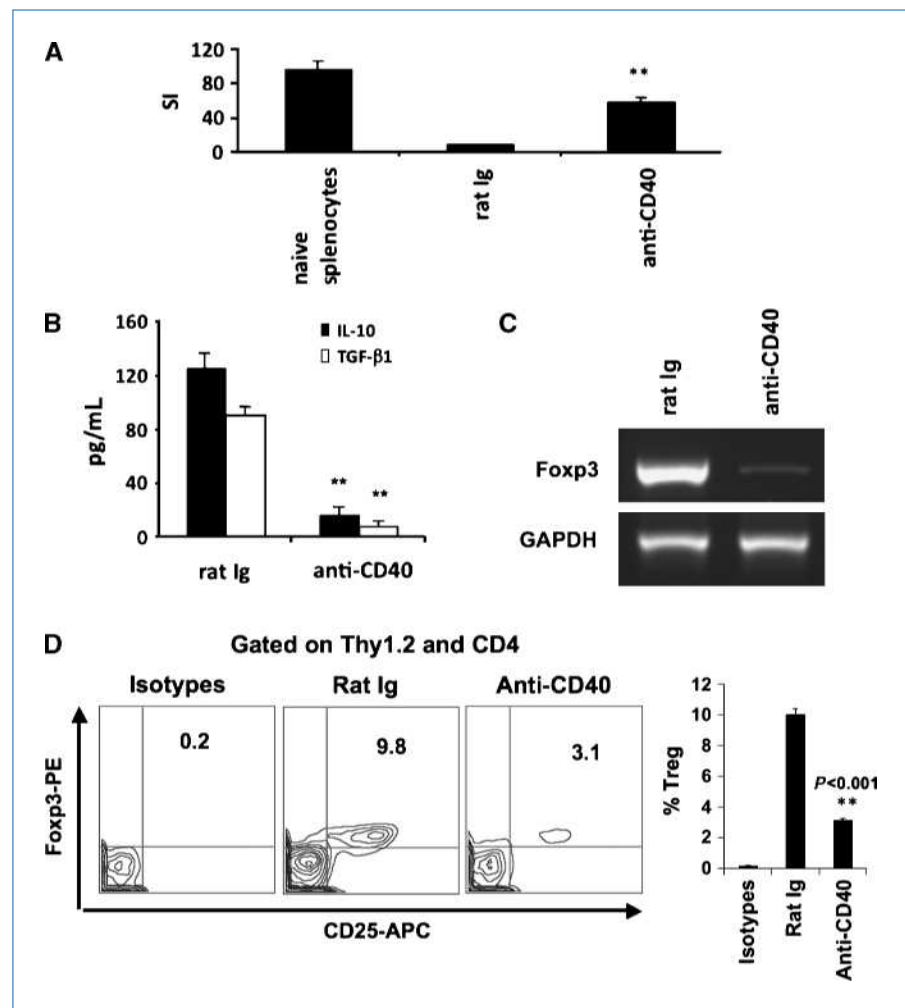 A
120
80
40
0
SI
**
naive
splenocytes
rat Ig
anti-CD40
B
160
120
80
40
0
pg/mL
IL-10
TGF-β1
**
**
rat Ig
anti-CD40
C
rat Ig
anti-CD40
Foxp3
GAPDH
D
Gated on Thy1.2 and CD4
Isotypes
Rat Ig
Anti-CD40
0.2
9.8
3.1
Foxp3-PE
CD25-APC
12
10
8
6
4
2
0
% Treg
P<0.001
**
Isotypes
Rat Ig
Anti-CD40